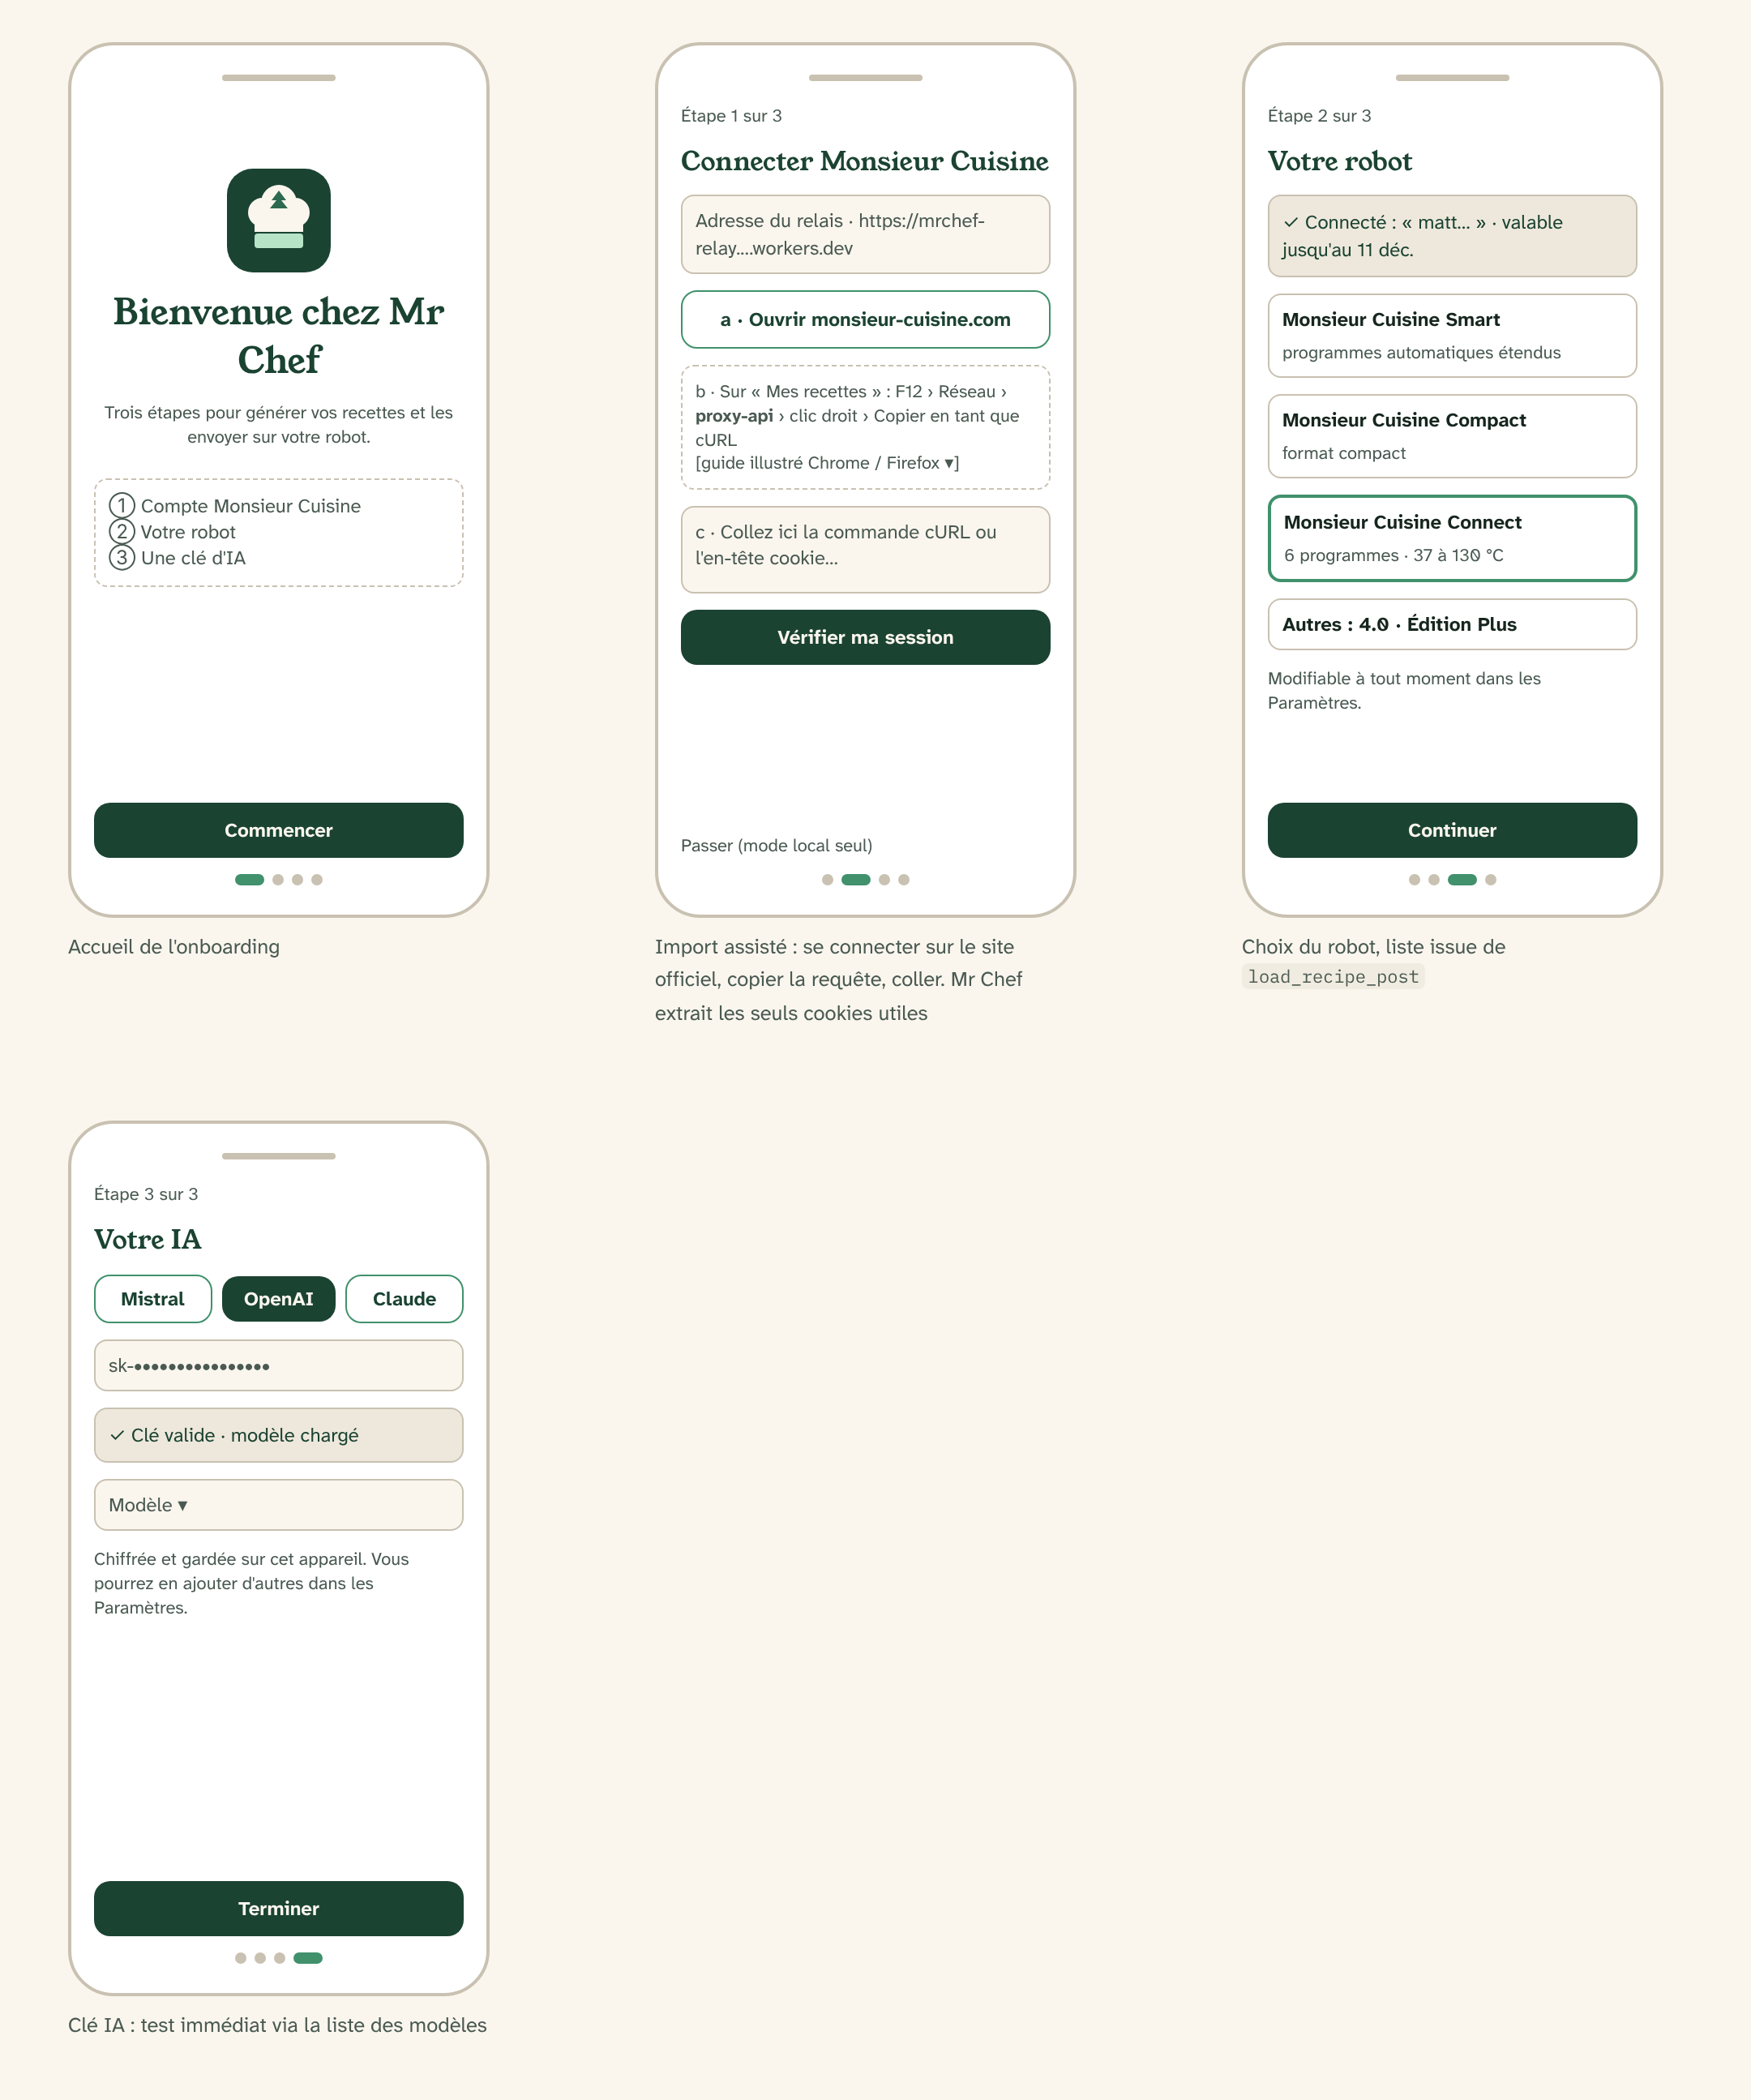 Bienvenue chez Mr
Chef
Trois étapes pour générer vos recettes et les
envoyer sur votre robot.
① Compte Monsieur Cuisine
② Votre robot
③ Une clé d'IA
Commencer
Accueil de l'onboarding
Étape 1 sur 3
Connecter Monsieur Cuisine
Adresse du relais · https://mrchef-
relay....workers.dev
a · Ouvrir monsieur-cuisine.com
b · Sur « Mes recettes » : F12 › Réseau ›
proxy-api › clic droit › Copier en tant que
cURL
[guide illustré Chrome / Firefox ▾]
c · Collez ici la commande cURL ou
l'en-tête cookie...
Vérifier ma session
Passer (mode local seul)
Import assisté : se connecter sur le site
officiel, copier la requête, coller. Mr Chef
extrait les seuls cookies utiles
Étape 2 sur 3
Votre robot
✓ Connecté : « matt... » · valable
jusqu'au 11 déc.
Monsieur Cuisine Smart
programmes automatiques étendus
Monsieur Cuisine Compact
format compact
Monsieur Cuisine Connect
6 programmes · 37 à 130 °C
Autres : 4.0 · Édition Plus
Modifiable à tout moment dans les
Paramètres.
Continuer
Choix du robot, liste issue de
load_recipe_post
Étape 3 sur 3
Votre IA
Mistral OpenAI Claude
sk-••••••••••••••••
✓ Clé valide · modèle chargé
Modèle ▾
Chiffrée et gardée sur cet appareil. Vous
pourrez en ajouter d'autres dans les
Paramètres.
Terminer
Clé IA : test immédiat via la liste des modèles